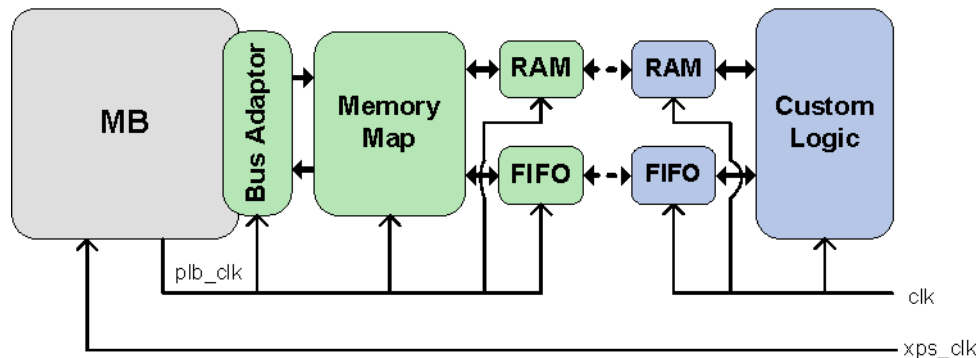 MB
Bus Adaptor
Memory
Map
RAM
RAM
FIFO
FIFO
Custom
Logic
plb_clk
clk
xps_clk